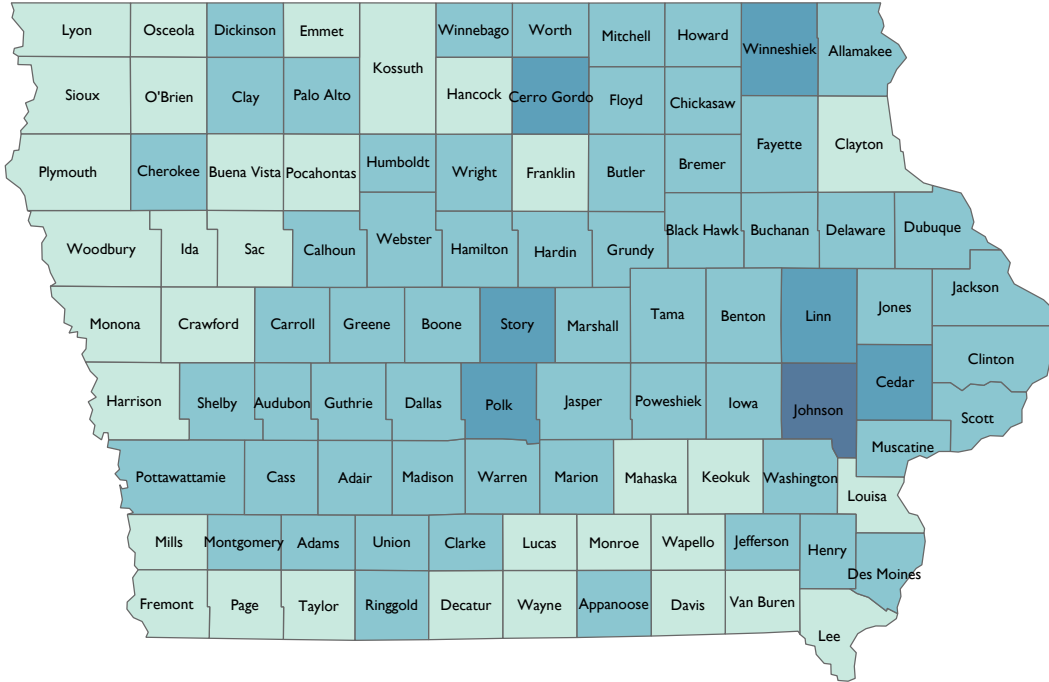 Lyon
Osceola
Dickinson
Emmet
Winnebago
Worth
Mitchell
Howard
Winneshiek
Allamakee
Kossuth
Sioux
O'Brien
Clay
Palo Alto
Hancock
Cerro Gordo
Floyd
Chickasaw
Fayette
Clayton
Plymouth
Cherokee
Buena Vista
Pocahontas
Humboldt
Wright
Franklin
Butler
Bremer
Woodbury
Ida
Sac
Calhoun
Webster
Hamilton
Hardin
Grundy
Black Hawk
Buchanan
Delaware
Dubuque
Jackson
Monona
Crawford
Carroll
Greene
Boone
Story
Marshall
Tama
Benton
Linn
Jones
Clinton
Harrison
Shelby
Audubon
Guthrie
Dallas
Polk
Jasper
Poweshiek
Iowa
Johnson
Cedar
Scott
Muscatine
Pottawattamie
Cass
Adair
Madison
Warren
Marion
Mahaska
Keokuk
Washington
Louisa
Mills
Montgomery
Adams
Union
Clarke
Lucas
Monroe
Wapello
Jefferson
Henry
Des Moines
Fremont
Page
Taylor
Ringgold
Decatur
Wayne
Appanoose
Davis
Van Buren
Lee